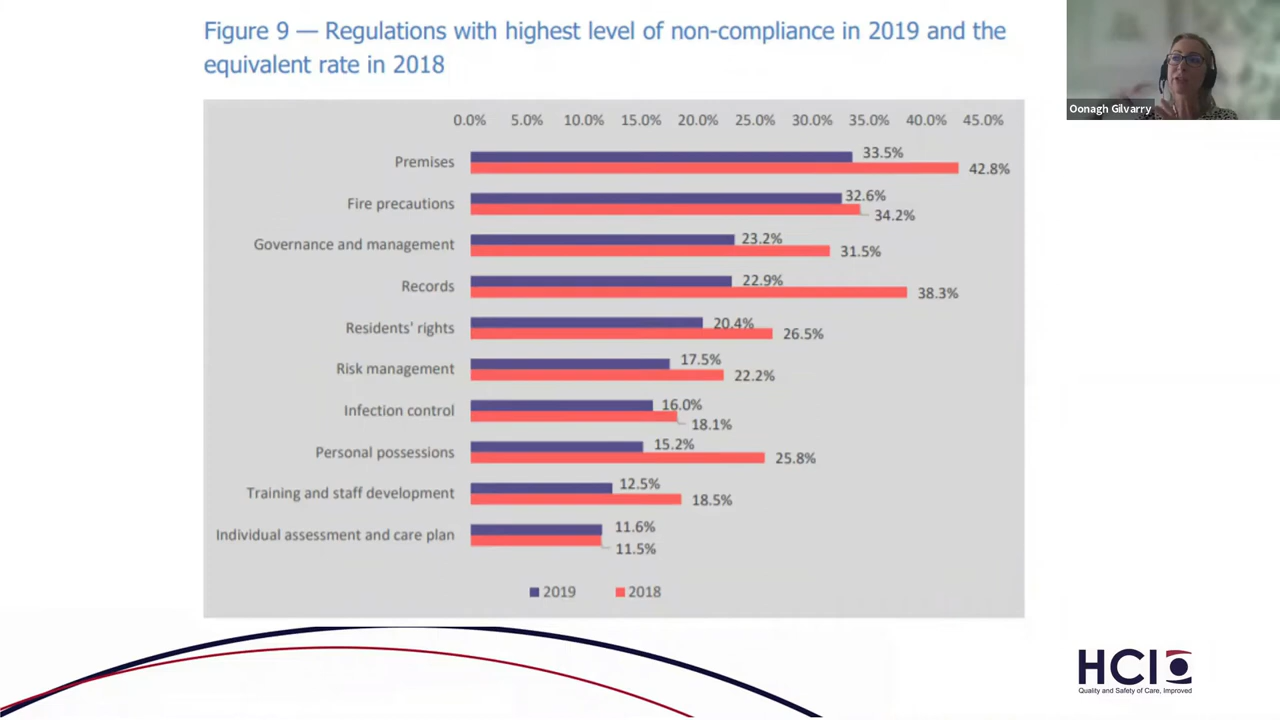 Figure 9 — Regulations with highest level of non-compliance in 2019 and the
equivalent rate in 2018
Oonagh Gilvarry
0.0% 5.0% 10.0% 15.0% 20.0% 25.0% 30.0% 35.0% 40.0% 45.0%
Premises 33.5%
42.8%
Fire precautions 32.6%
34.2%
Governance and management 23.2%
31.5%
Records 22.9%
38.3%
Residents' rights 20.4%
26.5%
Risk management 17.5%
22.2%
Infection control 16.0%
18.1%
Personal possessions 15.2%
25.8%
Training and staff development 12.5%
18.5%
Individual assessment and care plan 11.6%
11.5%
2019 2018
HCI
Quality and Safety of Care, Improved